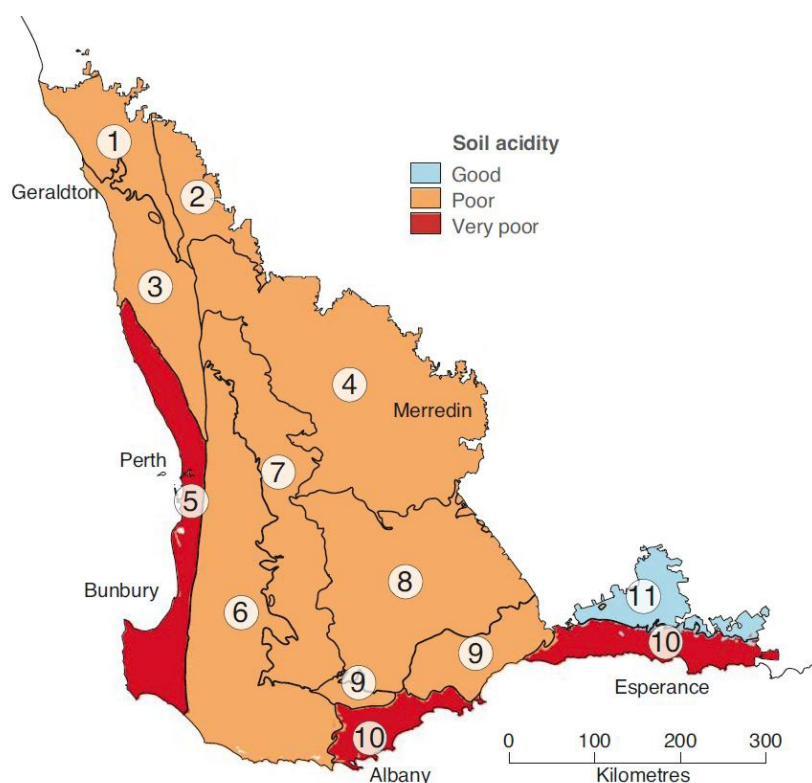 1
Soil acidity
Good
Poor
Very poor
Geraldton
2
3
4
Merredin
Perth
7
5
8
Bunbury
6
11
9
10
9
Esperance
10
0 100 200 300
Albany
Kilometres